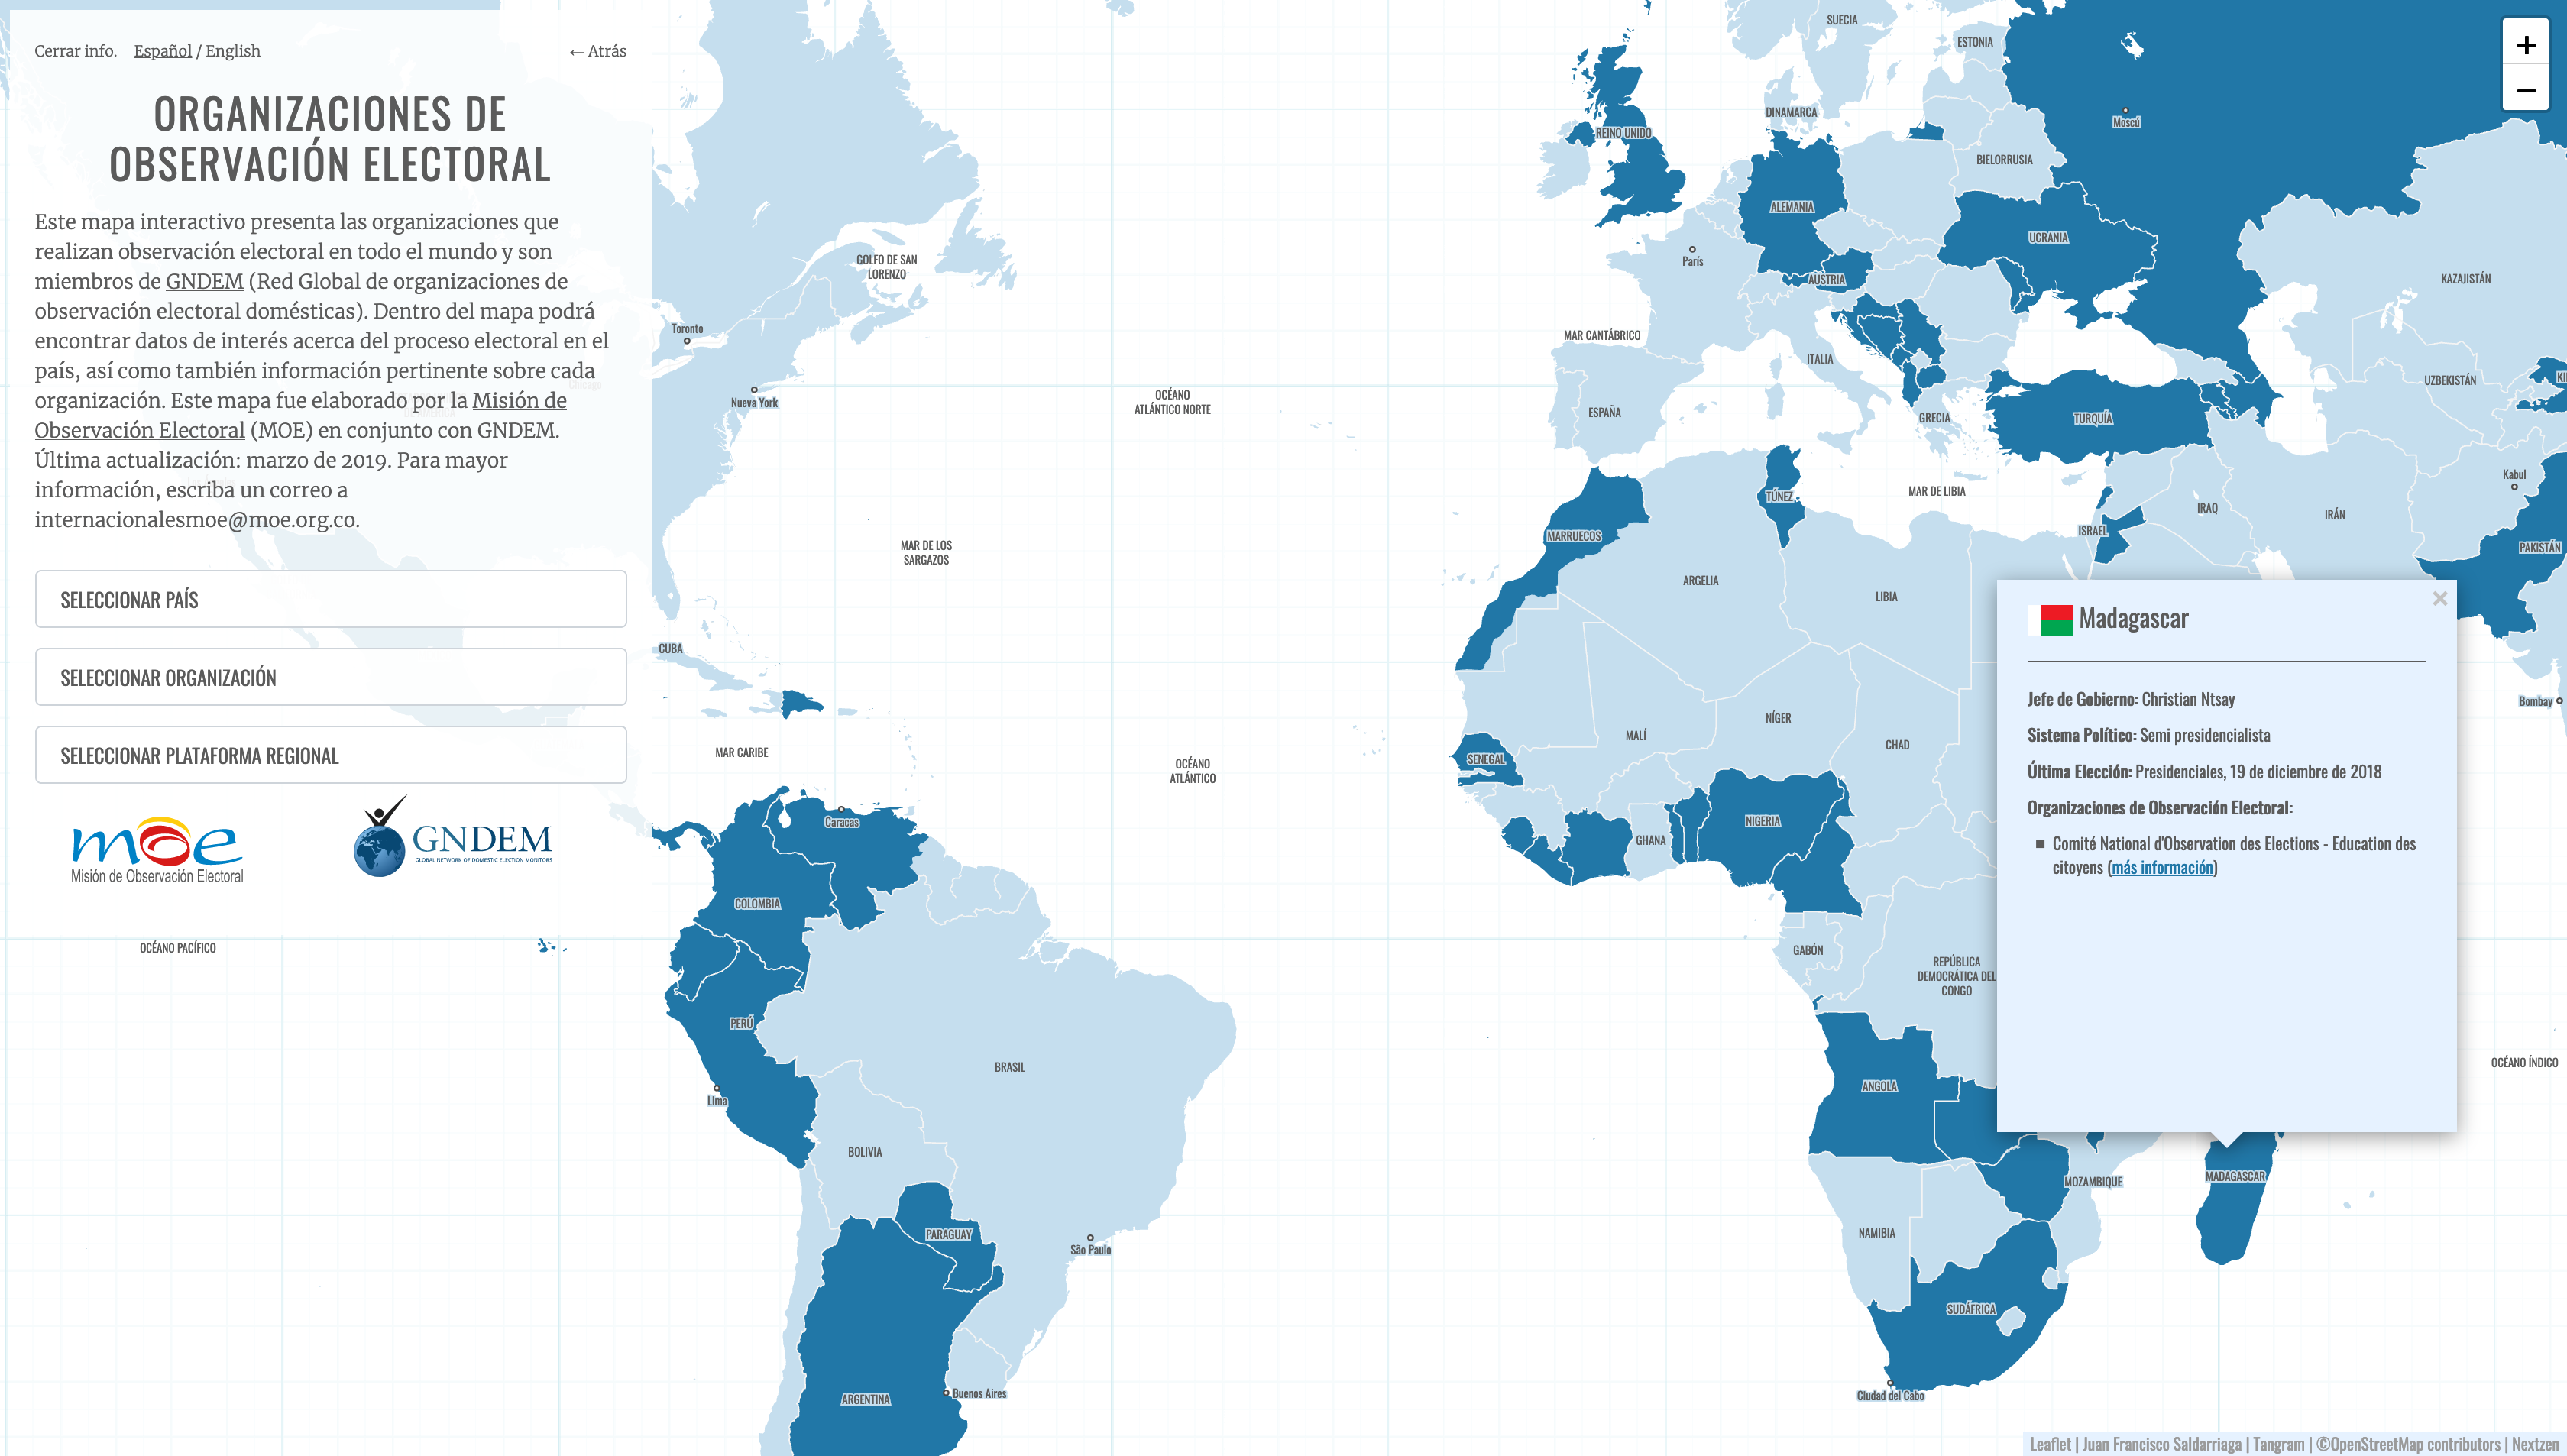 Cerrar info. Español / English ← Atrás
ORGANIZACIONES DE
OBSERVACIÓN ELECTORAL
Este mapa interactivo presenta las organizaciones que
realizan observación electoral en todo el mundo y son
miembros de GNDEM (Red Global de organizaciones de
observación electoral domésticas). Dentro del mapa podrá
encontrar datos de interés acerca del proceso electoral en el
país, así como también información pertinente sobre cada
organización. Este mapa fue elaborado por la Misión de
Observación Electoral (MOE) en conjunto con GNDEM.
Última actualización: marzo de 2019. Para mayor
información, escriba un correo a
internacionalesmoe@moe.org.co.
SELECCIONAR PAÍS
SELECCIONAR ORGANIZACIÓN
SELECCIONAR PLATAFORMA REGIONAL
moe
Misión de Observación Electoral
GNDEM
GLOBAL NETWORK OF DOMESTIC ELECTION MONITORS
OCÉANO PACÍFICO
GOLFO DE SAN
LORENZO
Toronto
Nueva York
OCÉANO
ATLÁNTICO NORTE
MAR DE LOS
SARGAZOS
CUBA
MAR CARIBE
OCÉANO
ATLÁNTICO
Caracas
COLOMBIA
PERÚ
Lima
BRASIL
BOLIVIA
PARAGUAY
São Paulo
ARGENTINA
Buenos Aires
SUECIA
ESTONIA
+
−
DINAMARCA
Moscú
REINO UNIDO
BIELORRUSIA
ALEMANIA
UCRANIA
París
AUSTRIA
KAZAJISTÁN
MAR CANTÁBRICO
ITALIA
UZBEKISTÁN
KI
ESPAÑA
GRECIA
TURQUÍA
Kabul
TÚNEZ
MAR DE LIBIA
IRAQ
IRÁN
MARRUECOS
ISRAEL
PAKISTÁN
ARGELIA
LIBIA
Bombay
NÍGER
MALÍ
CHAD
SENEGAL
NIGERIA
GHANA
GABÓN
REPÚBLICA
DEMOCRÁTICA DEL
CONGO
OCÉANO ÍNDICO
ANGOLA
MOZAMBIQUE
MADAGASCAR
NAMIBIA
SUDÁFRICA
Ciudad del Cabo
×
Madagascar
Jefe de Gobierno: Christian Ntsay
Sistema Político: Semi presidencialista
Última Elección: Presidenciales, 19 de diciembre de 2018
Organizaciones de Observación Electoral:
■ Comité National d'Observation des Elections - Education des
citoyens (más información)
Leaflet | Juan Francisco Saldarriaga | Tangram | ©OpenStreetMap contributors | Nextzen